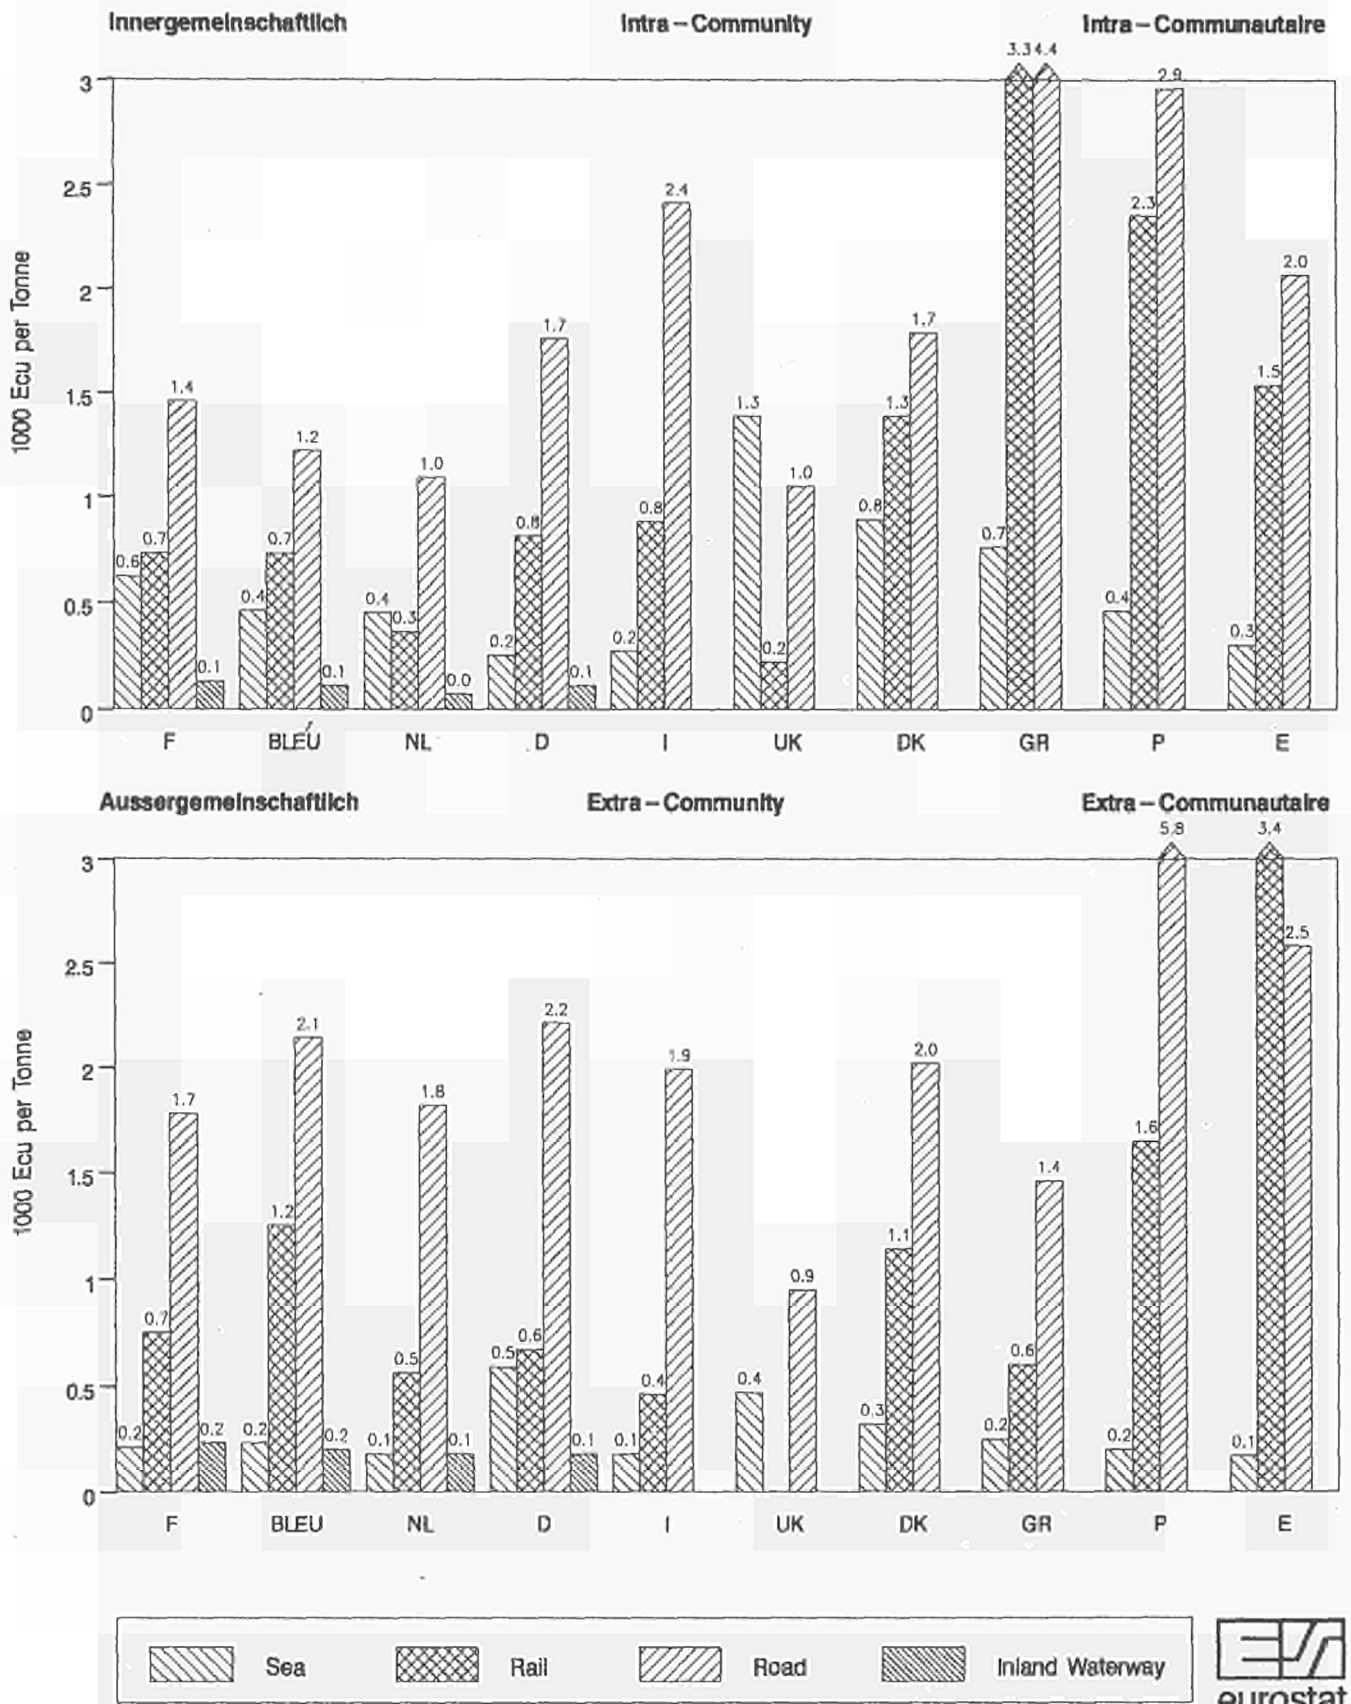 Innergemeinschaftlich Intra-Community Intra-Communautaire
3.3 4.4
3 2.9
2.5 2.4 2.3
1000 Ecu per Tonne
2 2.0
1.7 1.7
1.5 1.4 1.3 1.3 1.5
1.2 1.0 1.0
1
0.6 0.7 0.7 0.8 0.8 0.8 0.7
0.5 0.4 0.4 0.3 0.4
0.1 0.1 0.0 0.2 0.1 0.2 0.2 0.3
0
F BLEU NL D I UK DK GR P E
Aussergemeinschaftlich Extra-Community Extra-Communautaire
5.8 3.4
3
2.5 2.5
1000 Ecu per Tonne
2.1 2.2
2 1.9 2.0
1.7 1.8
1.5 1.6
1.2 1.4
1 1.1
0.7 0.9
0.5 0.5 0.5 0.6 0.4 0.4 0.6
0.2 0.2 0.2 0.2 0.1 0.1 0.1 0.1 0.3 0.2 0.2 0.1
0
F BLEU NL D I UK DK GR P E
Sea Rail Road Inland Waterway
eurostat